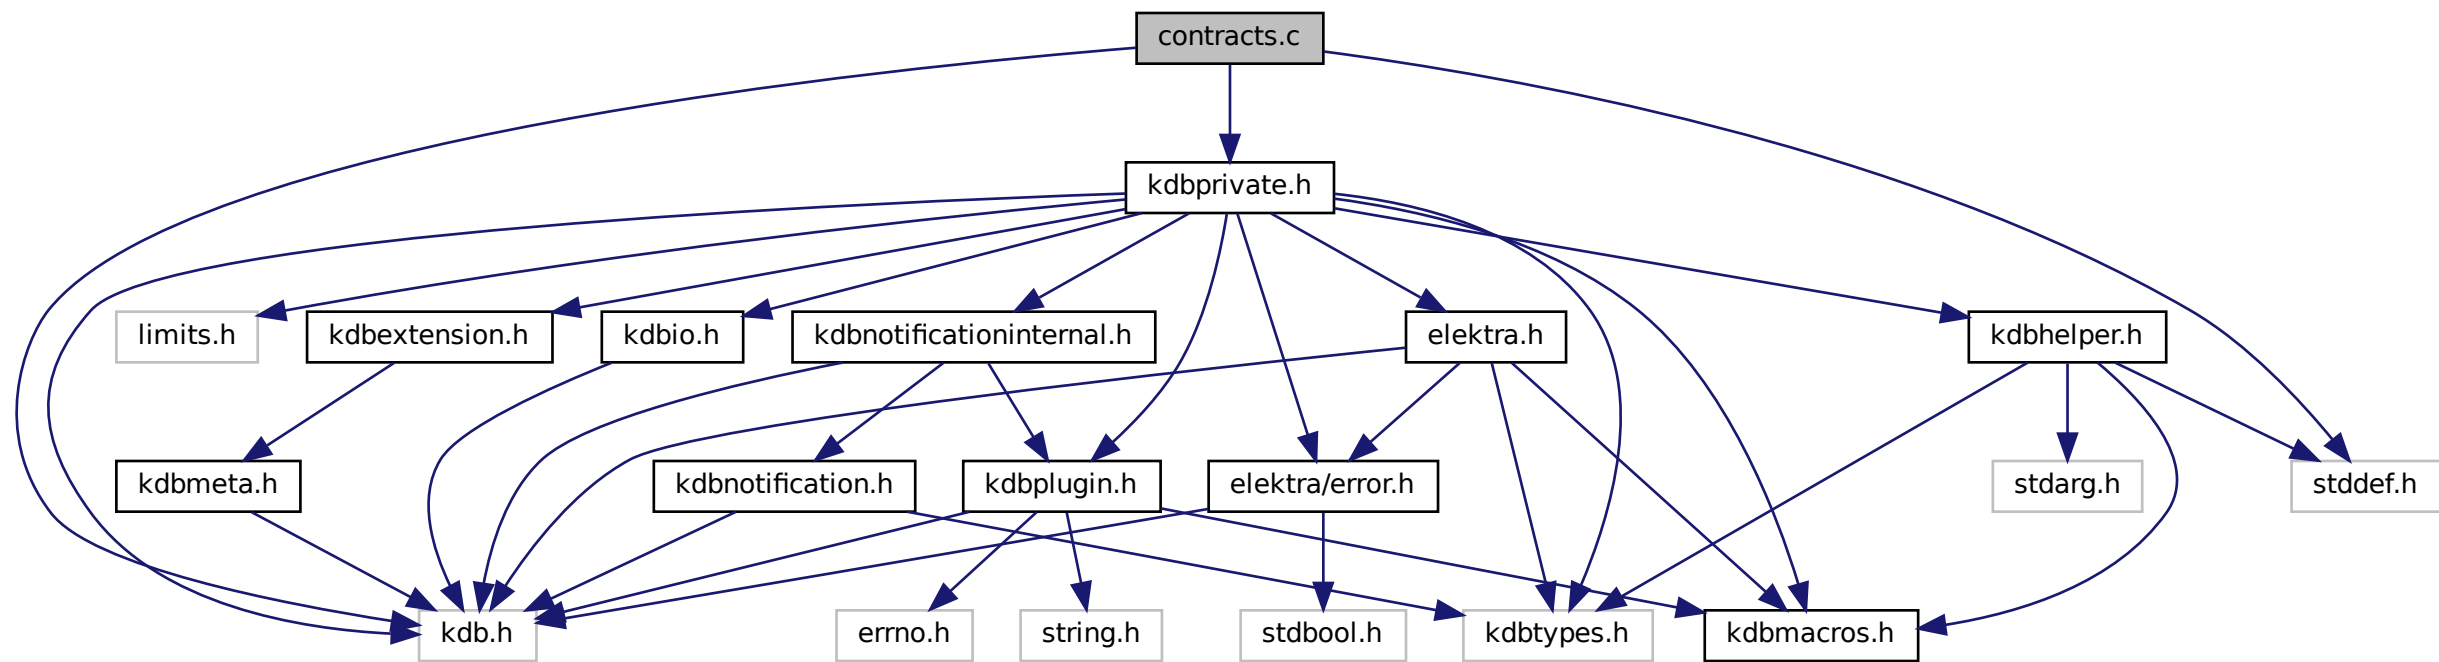 contracts.c
kdbprivate.h
limits.h
kdbextension.h
kdbio.h
kdbnotificationinternal.h
elektra.h
kdbhelper.h
kdbmeta.h
kdbnotification.h
kdbplugin.h
elektra/error.h
stdarg.h
stddef.h
kdb.h
errno.h
string.h
stdbool.h
kdbtypes.h
kdbmacros.h